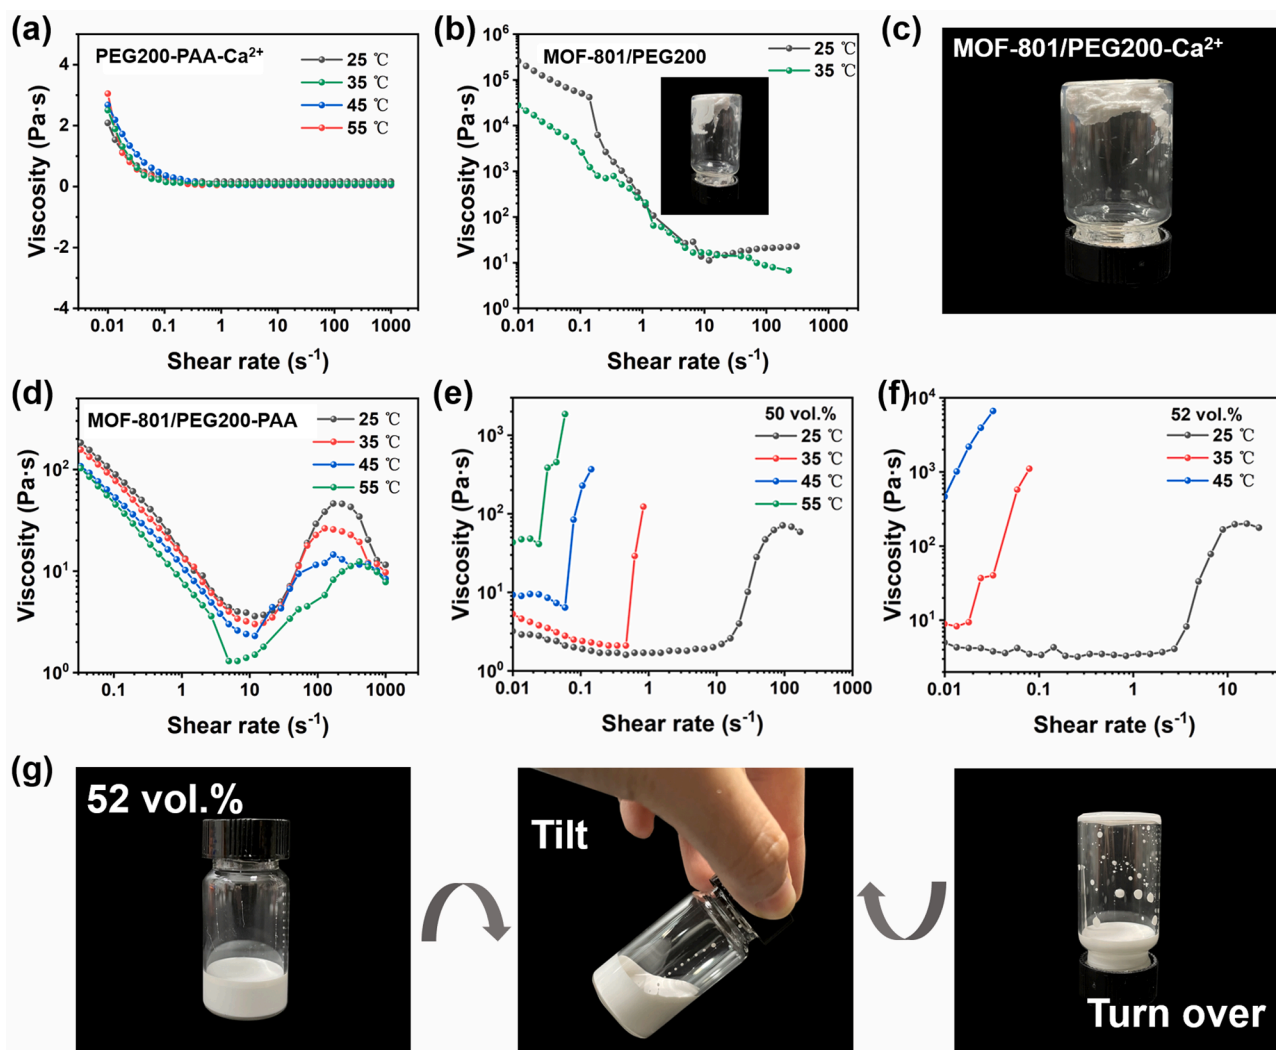 (a)
PEG200-PAA-Ca²⁺
25 ℃
35 ℃
45 ℃
55 ℃
4
2
0
-2
-4
Viscosity (Pa·s)
0.01 0.1 1 10 100 1000
Shear rate (s⁻¹)
(b)
MOF-801/PEG200
25 ℃
35 ℃
10⁶
10⁵
10⁴
10³
10²
10¹
10⁰
Viscosity (Pa·s)
0.01 0.1 1 10 100 1000
Shear rate (s⁻¹)
(c)
MOF-801/PEG200-Ca²⁺
(d)
MOF-801/PEG200-PAA
25 ℃
35 ℃
45 ℃
55 ℃
10²
10¹
10⁰
Viscosity (Pa·s)
0.1 1 10 100 1000
Shear rate (s⁻¹)
(e)
50 vol.%
25 ℃
35 ℃
45 ℃
55 ℃
10³
10²
10¹
10⁰
Viscosity (Pa·s)
0.01 0.1 1 10 100 1000
Shear rate (s⁻¹)
(f)
52 vol.%
25 ℃
35 ℃
45 ℃
10⁴
10³
10²
10¹
Viscosity (Pa·s)
0.01 0.1 1 10
Shear rate (s⁻¹)
(g)
52 vol.%
Tilt
Turn over